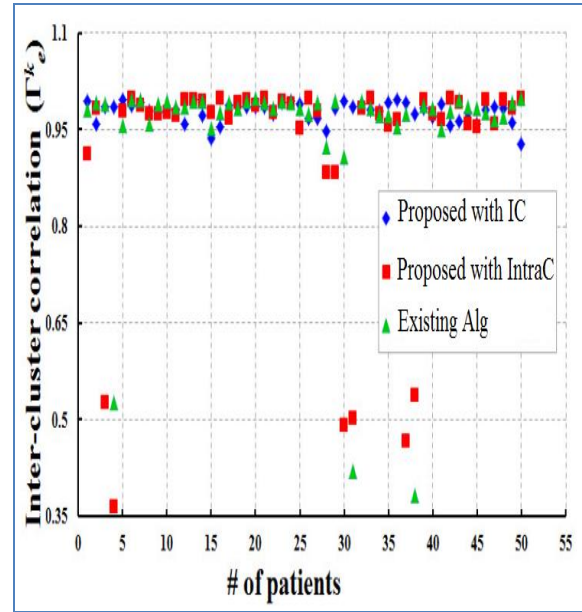 Inter-cluster correlation (Γᵏₑ)
1.1
0.95
0.8
0.65
0.5
0.35
0 5 10 15 20 25 30 35 40 45 50 55
# of patients
Proposed with IC
Proposed with IntraC
Existing Alg